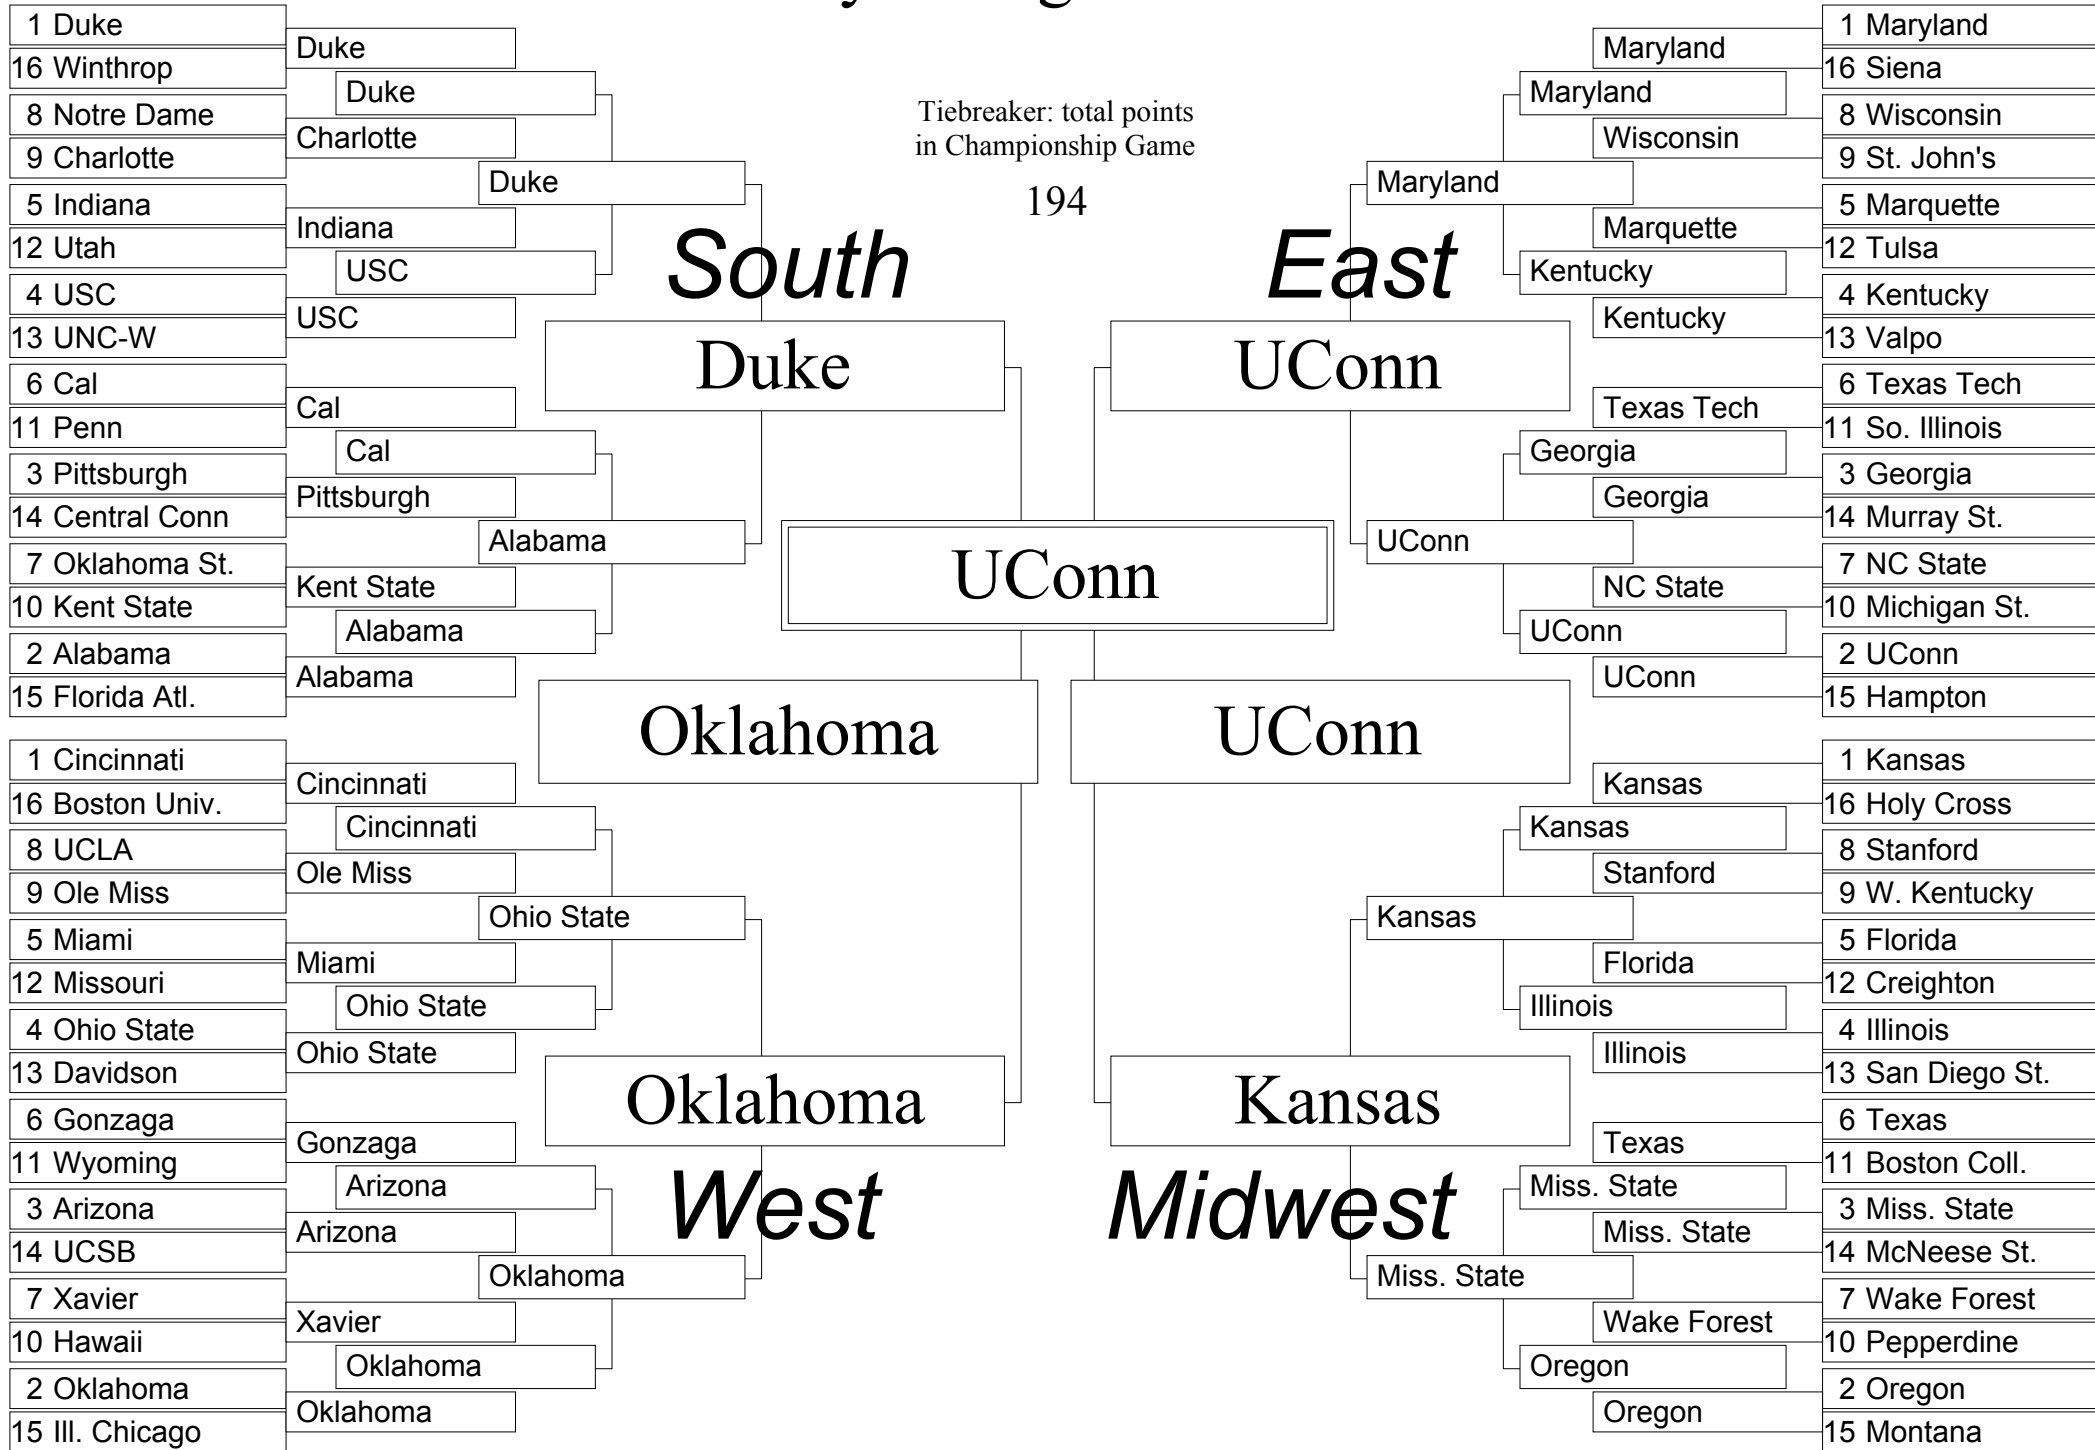 1 Duke
16 Winthrop
8 Notre Dame
9 Charlotte
5 Indiana
12 Utah
4 USC
13 UNC-W
6 Cal
11 Penn
3 Pittsburgh
14 Central Conn
7 Oklahoma St.
10 Kent State
2 Alabama
15 Florida Atl.
Duke
Charlotte
Indiana
USC
Cal
Pittsburgh
Kent State
Alabama
Duke
USC
Cal
Alabama
Duke
Alabama
South
Duke
1 Cincinnati
16 Boston Univ.
8 UCLA
9 Ole Miss
5 Miami
12 Missouri
4 Ohio State
13 Davidson
6 Gonzaga
11 Wyoming
3 Arizona
14 UCSB
7 Xavier
10 Hawaii
2 Oklahoma
15 Ill. Chicago
Cincinnati
Ole Miss
Miami
Ohio State
Gonzaga
Arizona
Xavier
Oklahoma
Cincinnati
Ohio State
Arizona
Oklahoma
Ohio State
Oklahoma
Oklahoma
West
Tiebreaker: total points
in Championship Game
194
UConn
Oklahoma
UConn
East
UConn
Maryland
UConn
Maryland
Kentucky
Georgia
UConn
Maryland
Wisconsin
Marquette
Kentucky
Texas Tech
Georgia
NC State
UConn
1 Maryland
16 Siena
8 Wisconsin
9 St. John's
5 Marquette
12 Tulsa
4 Kentucky
13 Valpo
6 Texas Tech
11 So. Illinois
3 Georgia
14 Murray St.
7 NC State
10 Michigan St.
2 UConn
15 Hampton
Kansas
Midwest
Kansas
Miss. State
Kansas
Illinois
Miss. State
Oregon
Kansas
Stanford
Florida
Illinois
Texas
Miss. State
Wake Forest
Oregon
1 Kansas
16 Holy Cross
8 Stanford
9 W. Kentucky
5 Florida
12 Creighton
4 Illinois
13 San Diego St.
6 Texas
11 Boston Coll.
3 Miss. State
14 McNeese St.
7 Wake Forest
10 Pepperdine
2 Oregon
15 Montana